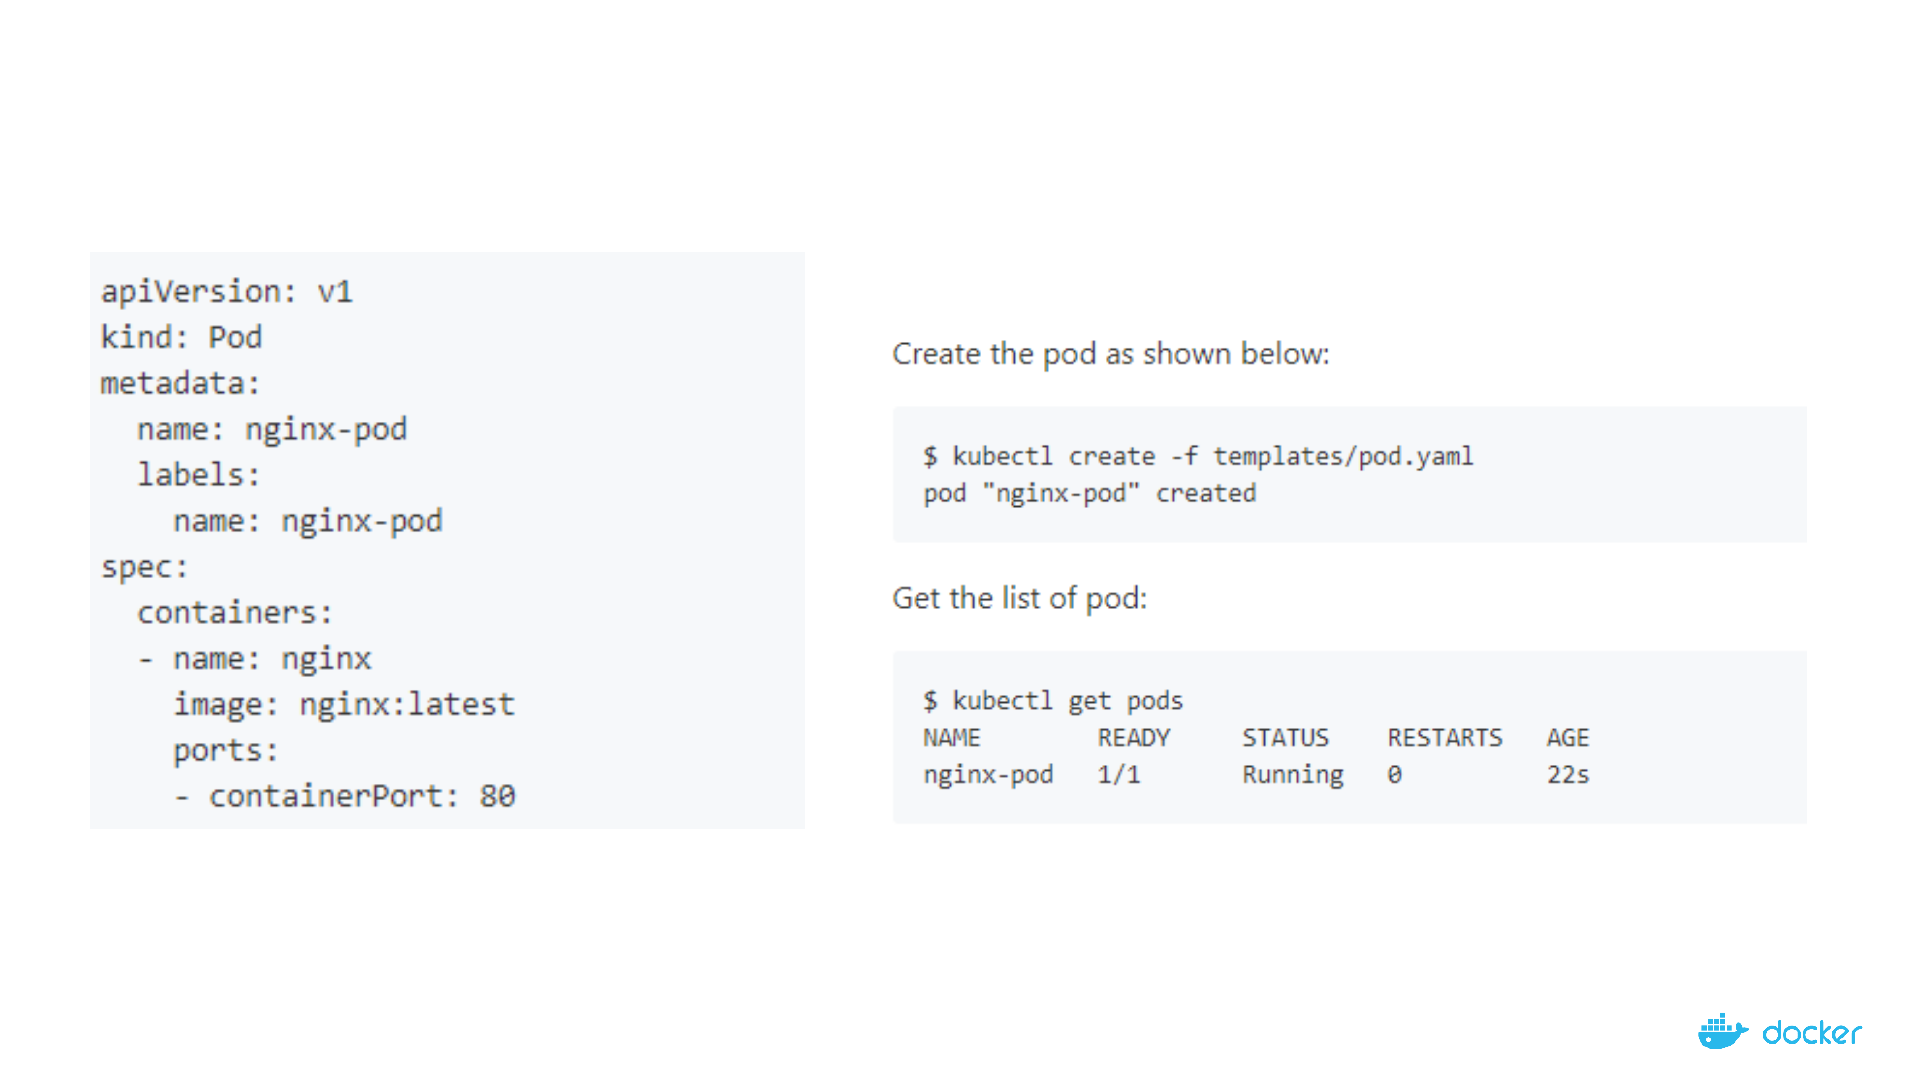 apiVersion: v1
kind: Pod
metadata:
  name: nginx-pod
  labels:
    name: nginx-pod
spec:
  containers:
  - name: nginx
    image: nginx:latest
    ports:
    - containerPort: 80
Create the pod as shown below:
$ kubectl create -f templates/pod.yaml
pod "nginx-pod" created
Get the list of pod:
$ kubectl get pods
NAME        READY     STATUS    RESTARTS   AGE
nginx-pod   1/1       Running   0          22s
docker